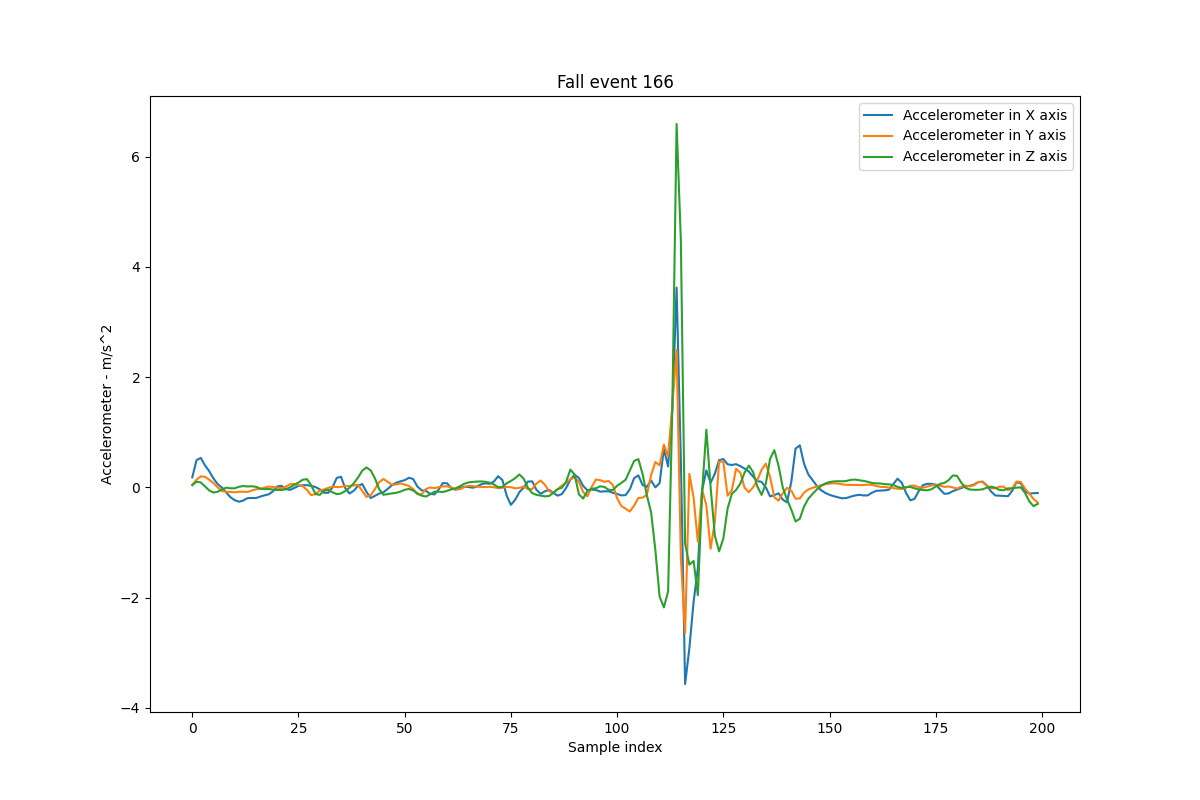 Fall event 166
Accelerometer in X axis
Accelerometer in Y axis
Accelerometer in Z axis
Accelerometer - m/s^2
6
4
2
0
−2
−4
0 25 50 75 100 125 150 175 200
Sample index